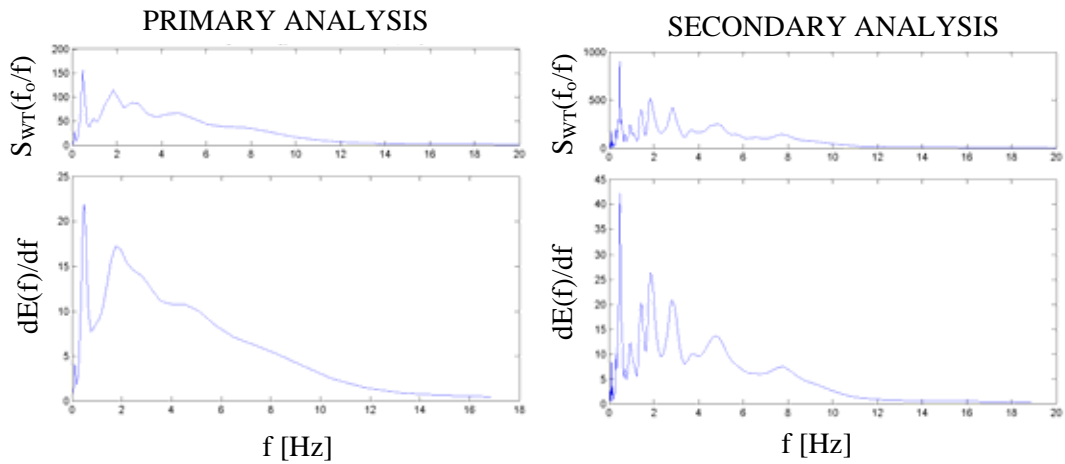 PRIMARY ANALYSIS
SECONDARY ANALYSIS
S_WT(f_o/f)
200
150
100
50
0
0 2 4 6 8 10 12 14 16 18 20
S_WT(f_o/f)
1000
500
0
0 2 4 6 8 10 12 14 16 18 20
dE(f)/df
25
20
15
10
5
0
0 2 4 6 8 10 12 14 16 18
f [Hz]
dE(f)/df
45
40
35
30
25
20
15
10
5
0
0 2 4 6 8 10 12 14 16 18 20
f [Hz]